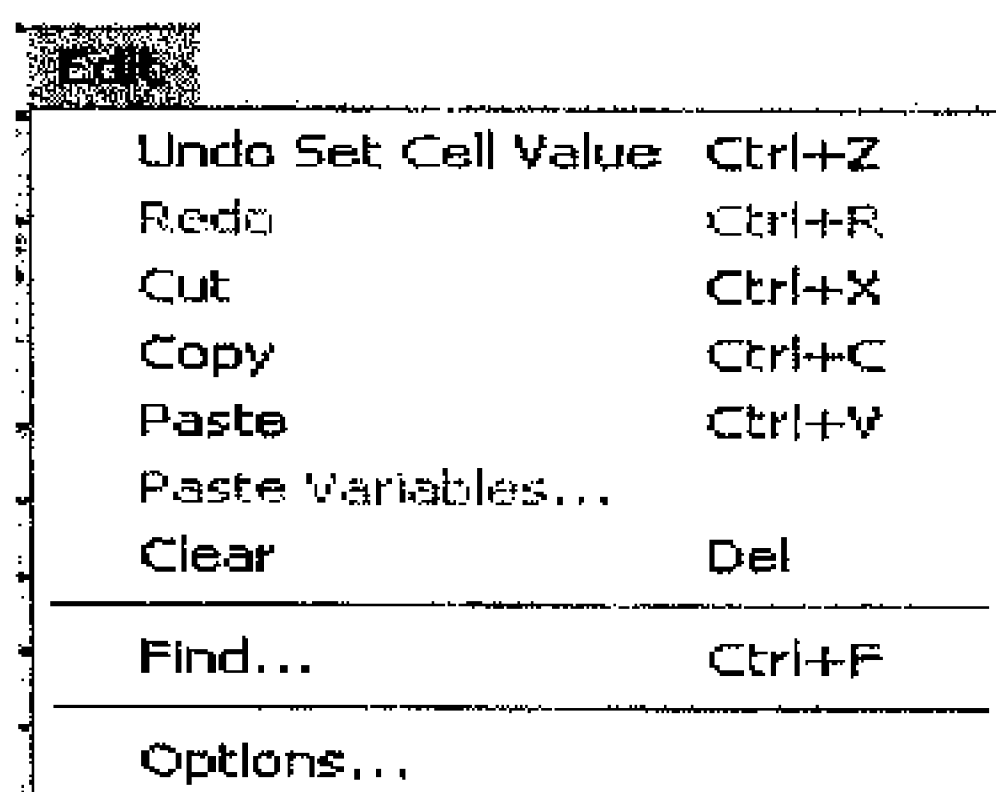 Edit
Undo Set Cell Value Ctrl+Z
Redo Ctrl+R
Cut Ctrl+X
Copy Ctrl+C
Paste Ctrl+V
Paste Variables...
Clear Del
Find... Ctrl+F
Options...